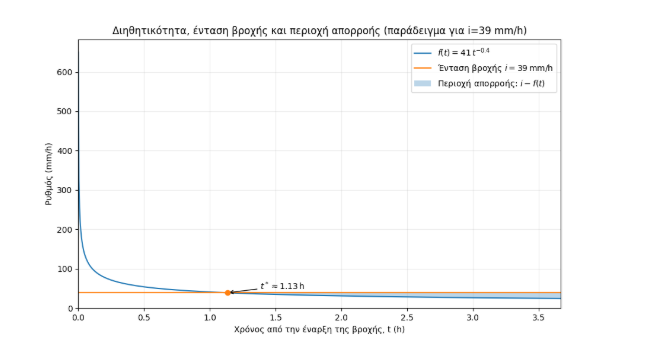 Διηθητικότητα, ένταση βροχής και περιοχή απορροής (παράδειγμα για i=39 mm/h)
f(t) = 41 t^{-0.4}
Ένταση βροχής i = 39 mm/h
Περιοχή απορροής: i − f(t)
Ρυθμός (mm/h)
600
500
400
300
200
100
0
t* ≈ 1.13 h
0.0 0.5 1.0 1.5 2.0 2.5 3.0 3.5
Χρόνος από την έναρξη της βροχής, t (h)